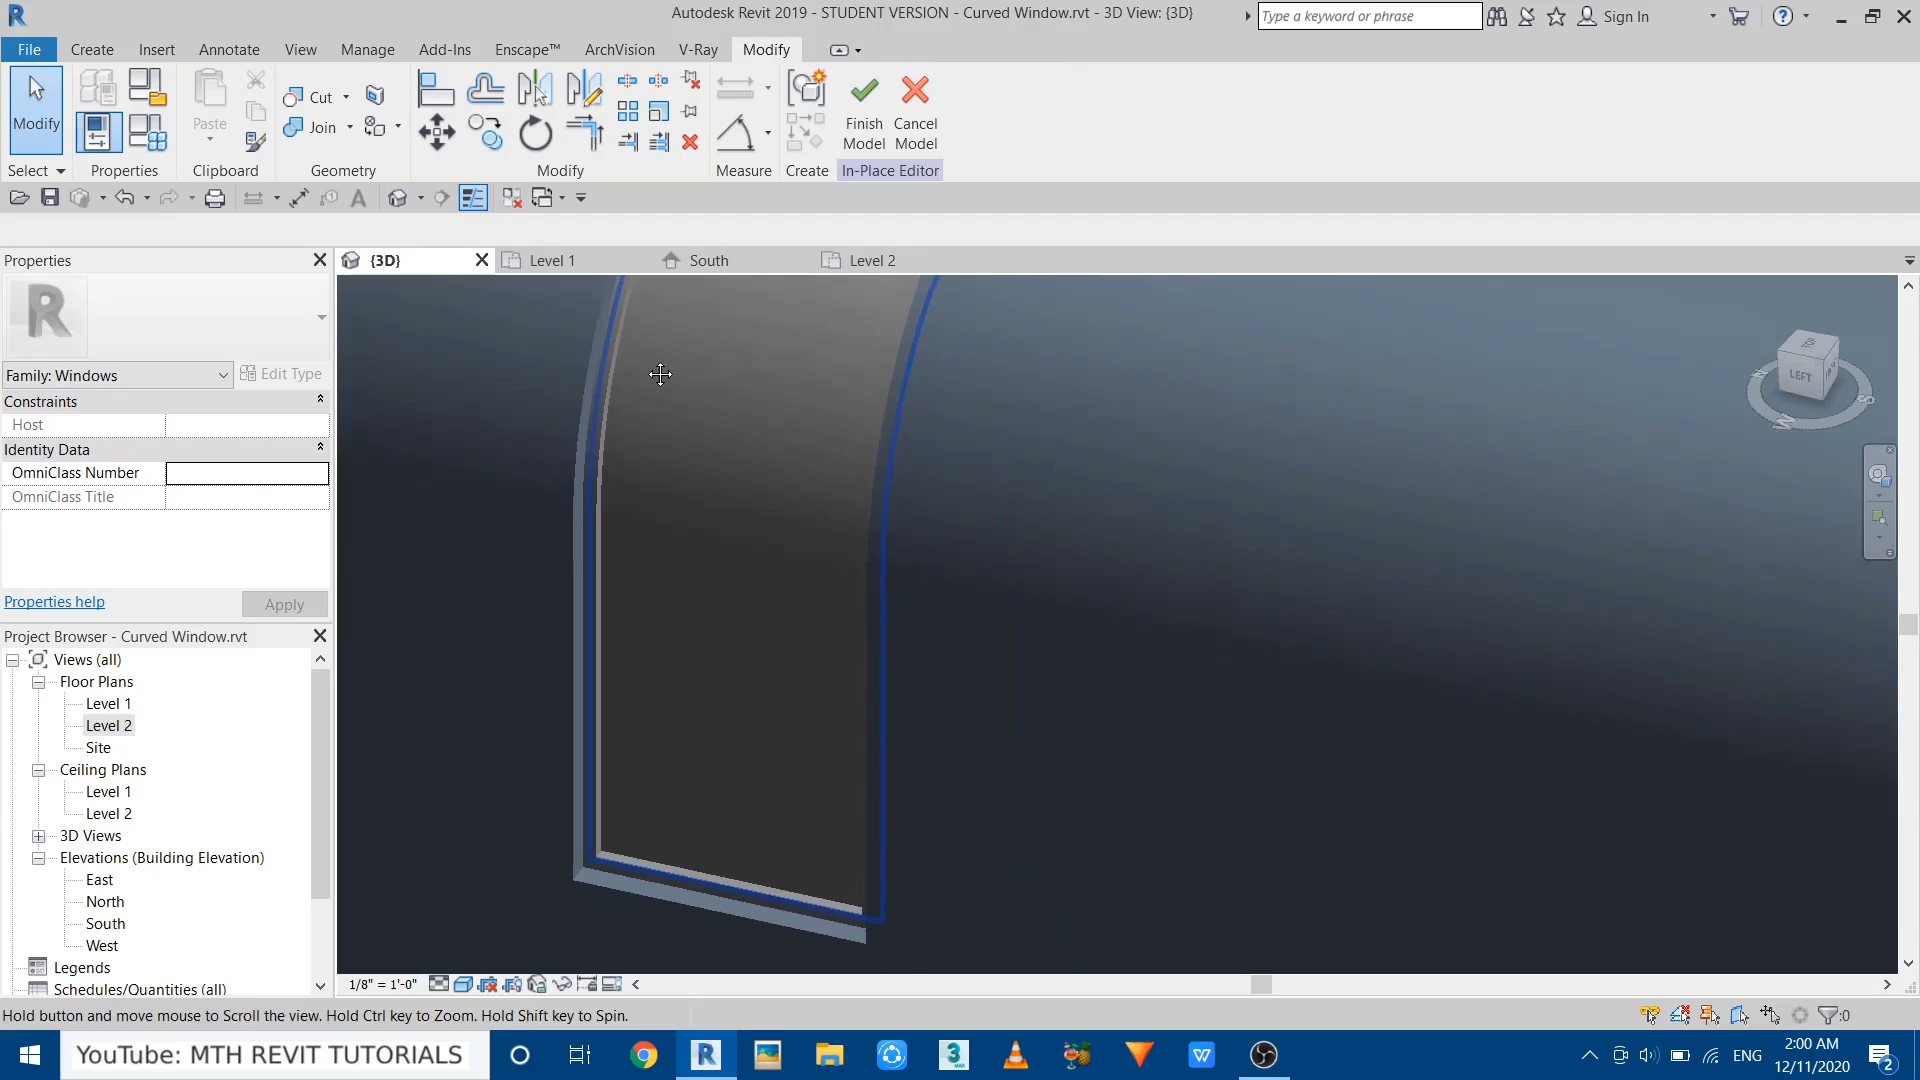 Autodesk Revit 2019 - STUDENT VERSION - Curved Window.rvt - 3D View: {3D}
Type a keyword or phrase
Sign In
File Create Insert Annotate View Manage Add-Ins Enscape™ ArchVision V-Ray Modify
Modify
Paste
Cut
Join
Finish Model
Cancel Model
Select Properties Clipboard Geometry Modify Measure Create In-Place Editor
Properties
{3D} Level 1 South Level 2
Family: Windows
Edit Type
Constraints
Host
Identity Data
OmniClass Number
OmniClass Title
Properties help
Apply
Project Browser - Curved Window.rvt
Views (all)
Floor Plans
Level 1
Level 2
Site
Ceiling Plans
Level 1
Level 2
3D Views
Elevations (Building Elevation)
East
North
South
West
Legends
Schedules/Quantities (all)
LEFT
1/8" = 1'-0"
Hold button and move mouse to Scroll the view. Hold Ctrl key to Zoom. Hold Shift key to Spin.
:0
YouTube: MTH REVIT TUTORIALS
ENG
2:00 AM
12/11/2020
2